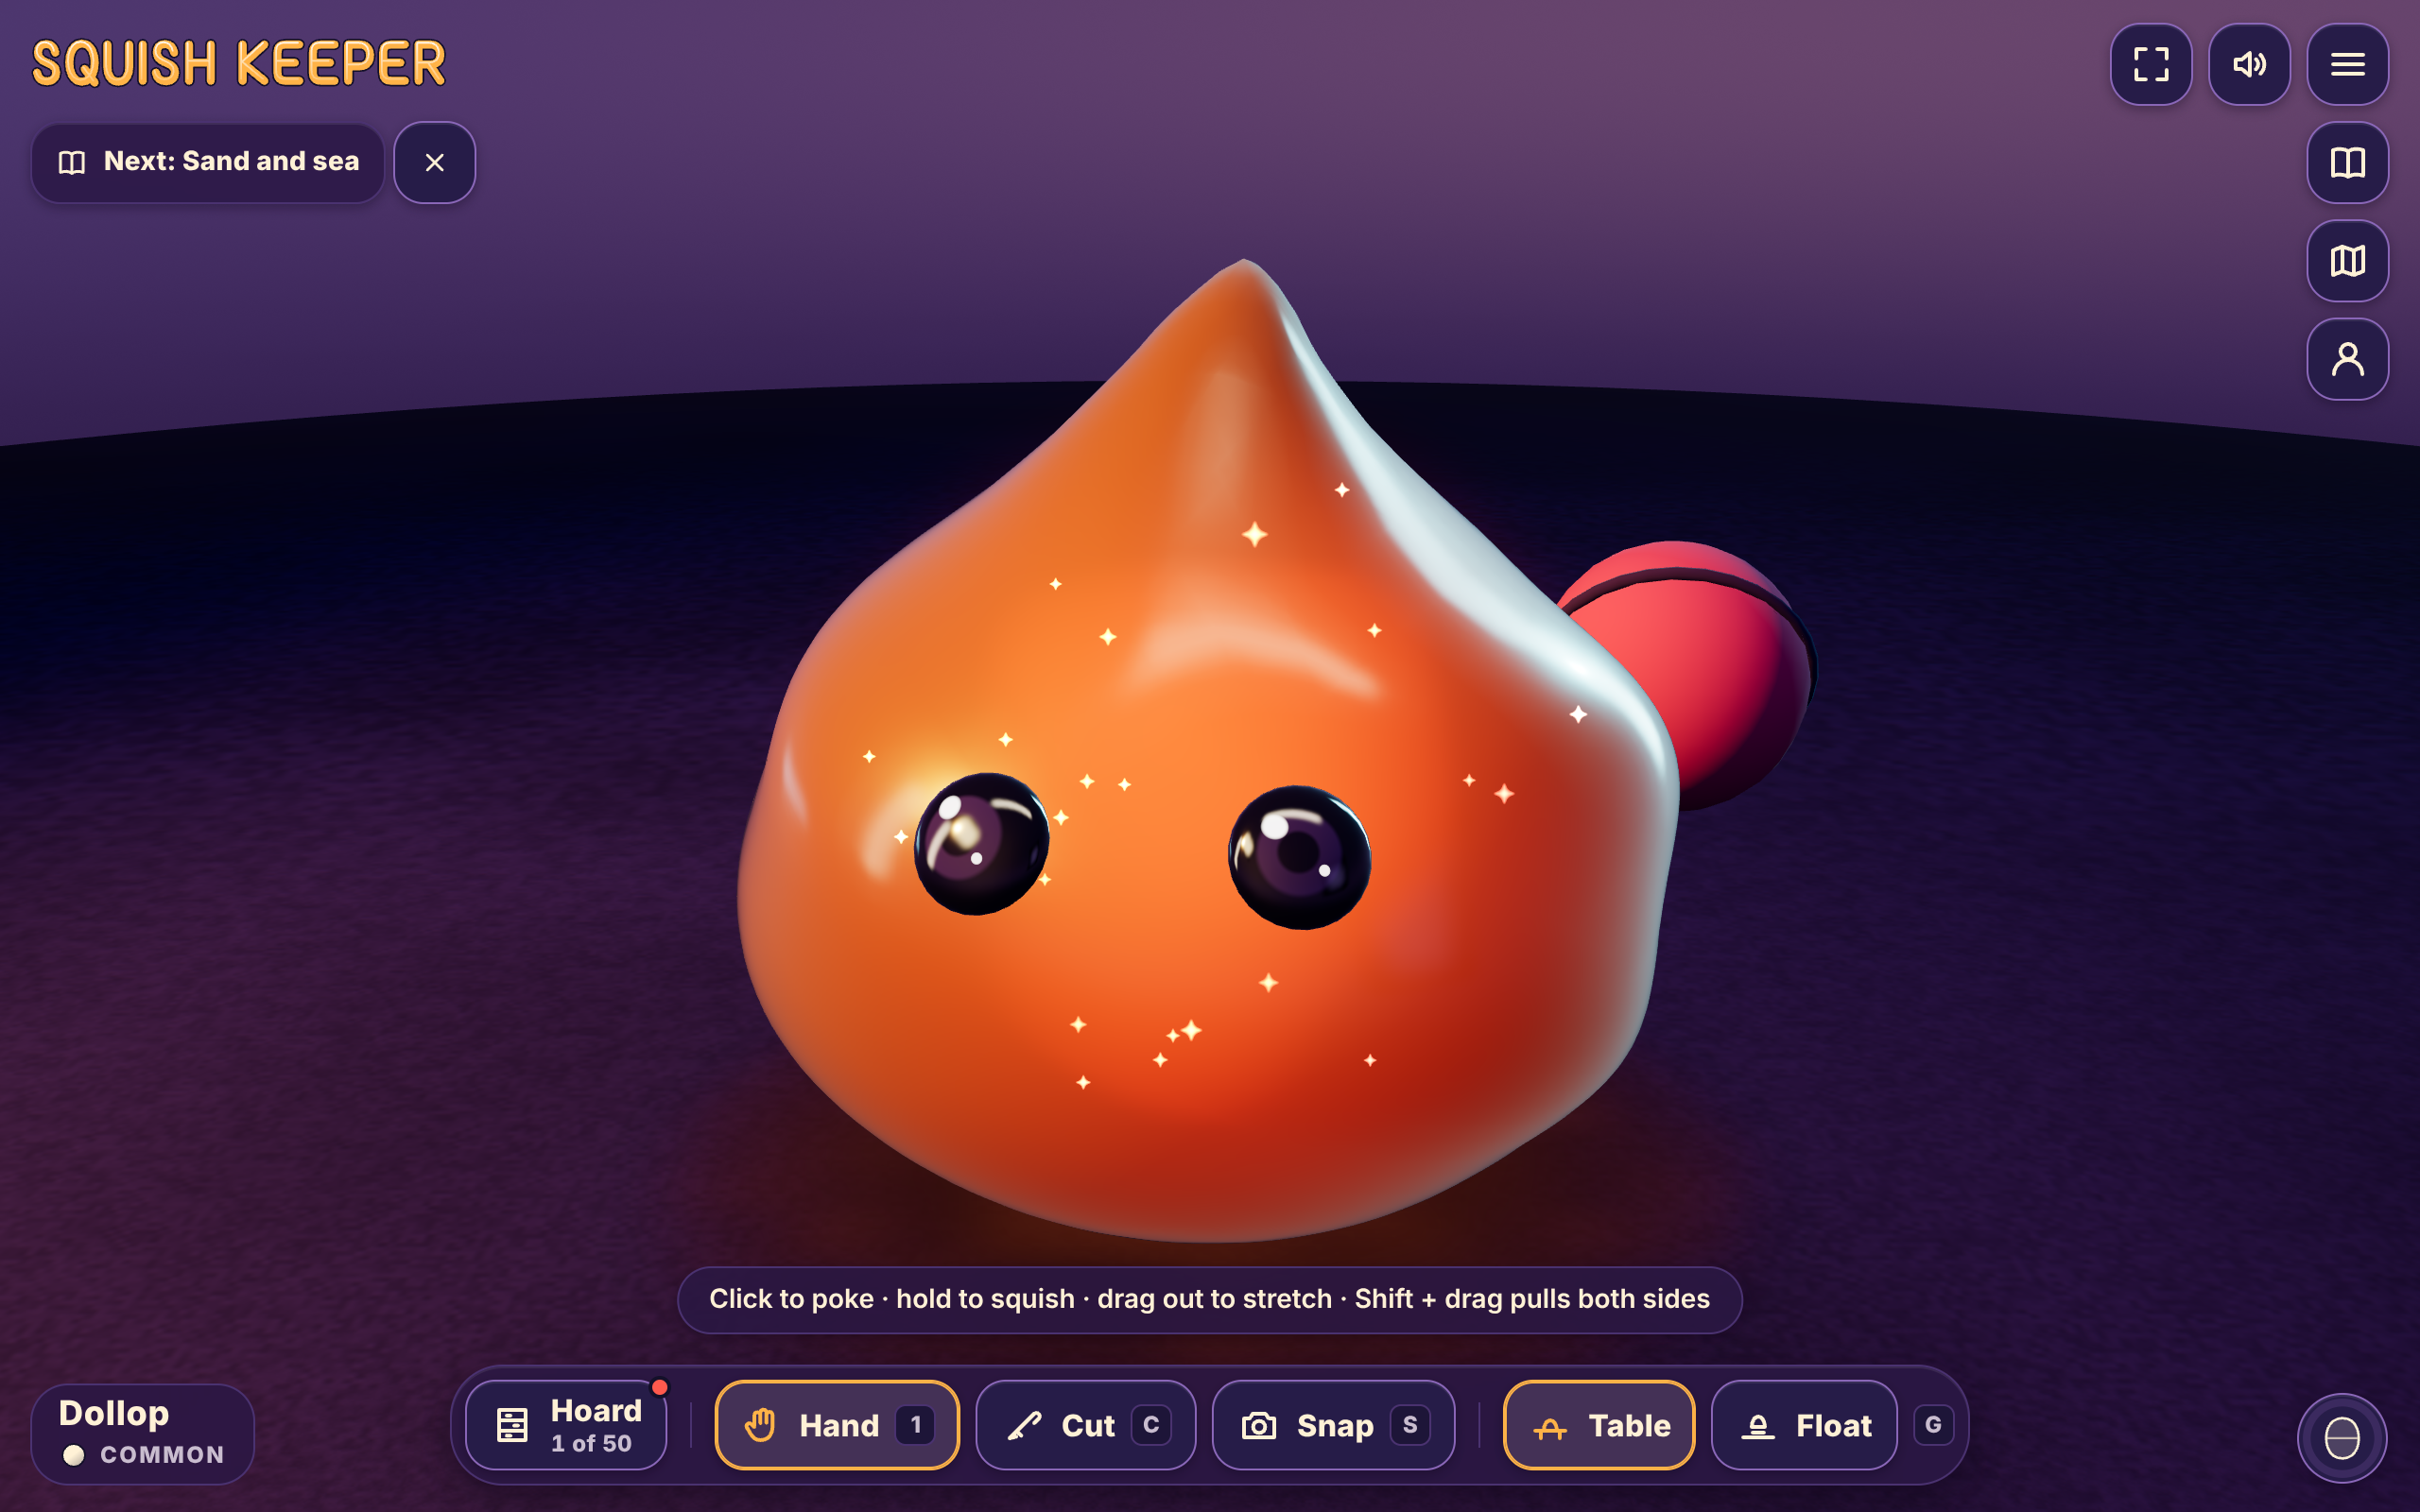 SQUISH KEEPER
Next: Sand and sea
Click to poke · hold to squish · drag out to stretch · Shift + drag pulls both sides
Dollop
COMMON
Hoard
1 of 50
Hand 1
Cut C
Snap S
Table
Float G